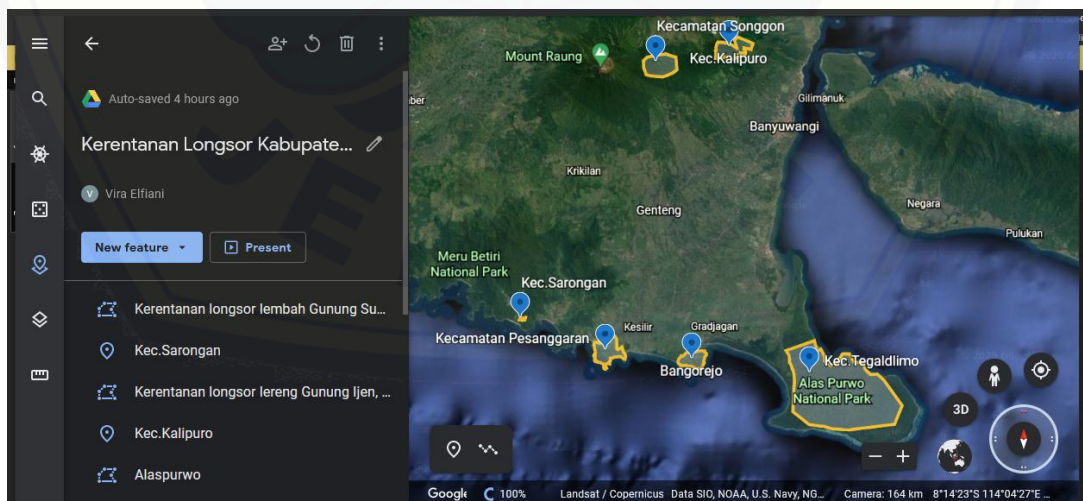 Auto-saved 4 hours ago
Kerentanan Longsor Kabupate...
V Vira Elfiani
New feature
Present
Kerentanan longsor lembah Gunung Su...
Kec.Sarongan
Kerentanan longsor lereng Gunung Ijen, ...
Kec.Kalipuro
Alaspurwo
Kecamatan Songgon
Mount Raung
Kec.Kalipuro
ber
Gilimanuk
Banyuwangi
Krikilan
Genteng
Negara
Pulukan
Meru Betiri
National Park
Kec.Sarongan
Kecamatan Pesanggaran
Kesilir
Gradjagan
Bangorejo
Kec.Tegaldlimo
Alas Purwo
National Park
3D
Google
100%
Landsat / Copernicus Data SIO, NOAA, U.S. Navy, NG...
Camera: 164 km 8°14'23"S 114°04'27"E ...